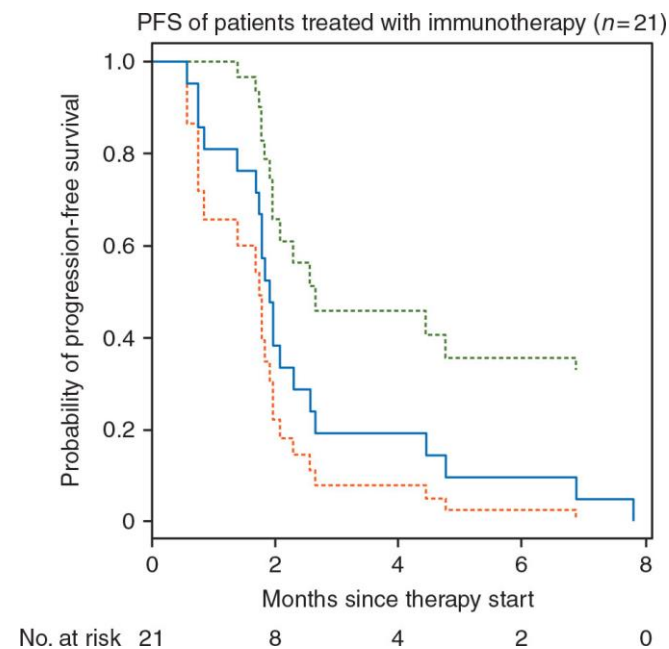 PFS of patients treated with immunotherapy (n=21)
Probability of progression-free survival
1.0
0.8
0.6
0.4
0.2
0
0 2 4 6 8
Months since therapy start
No. at risk 21 8 4 2 0